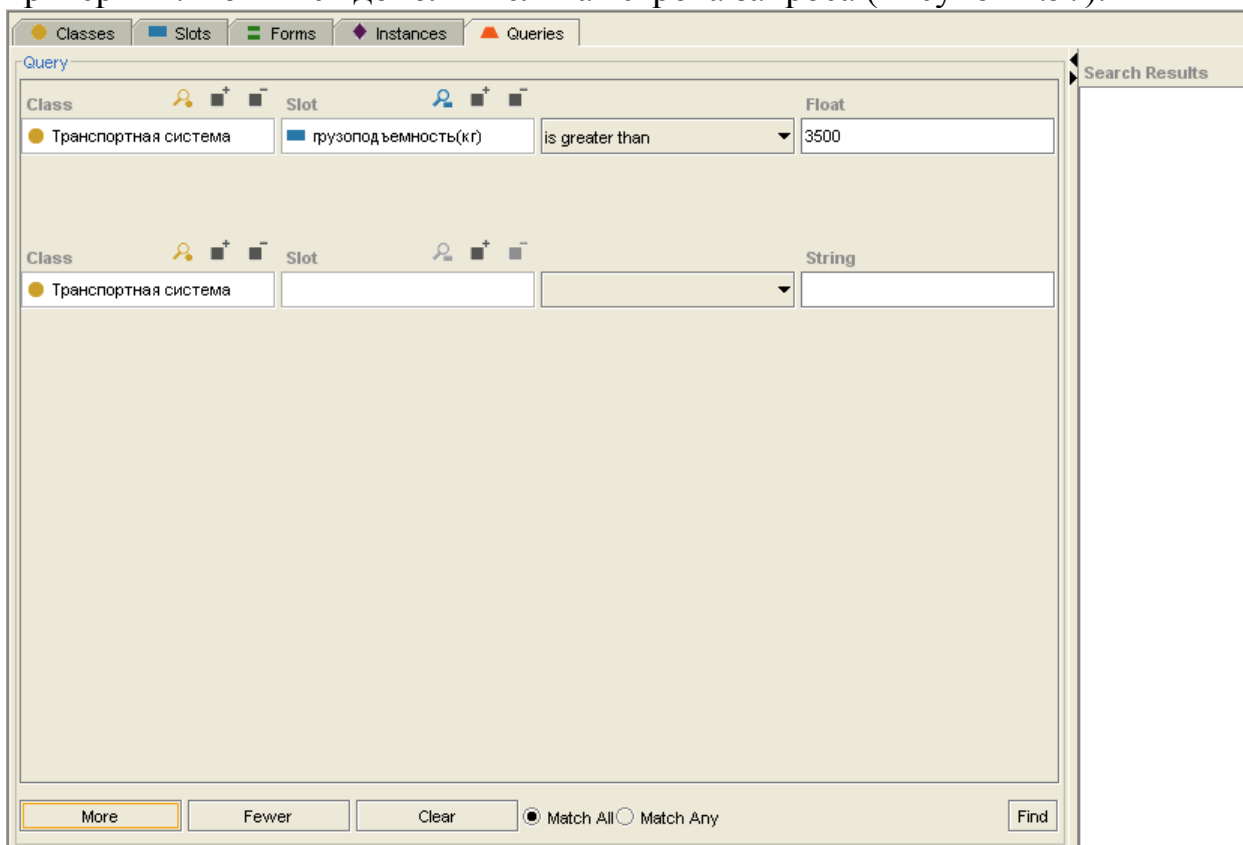 Classes Slots Forms Instances Queries
Query
Search Results
Class Slot Float
Транспортная система грузоподъемность(кг) is greater than 3500
Class Slot String
Транспортная система
More Fewer Clear Match All Match Any Find